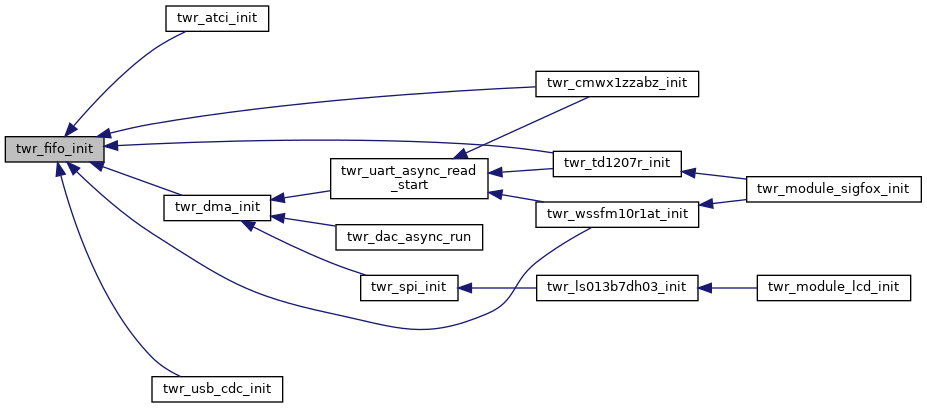 twr_atci_init
twr_cmwx1zzabz_init
twr_fifo_init
twr_td1207r_init
twr_uart_async_read
_start
twr_module_sigfox_init
twr_dma_init
twr_wssfm10r1at_init
twr_dac_async_run
twr_spi_init
twr_ls013b7dh03_init
twr_module_lcd_init
twr_usb_cdc_init